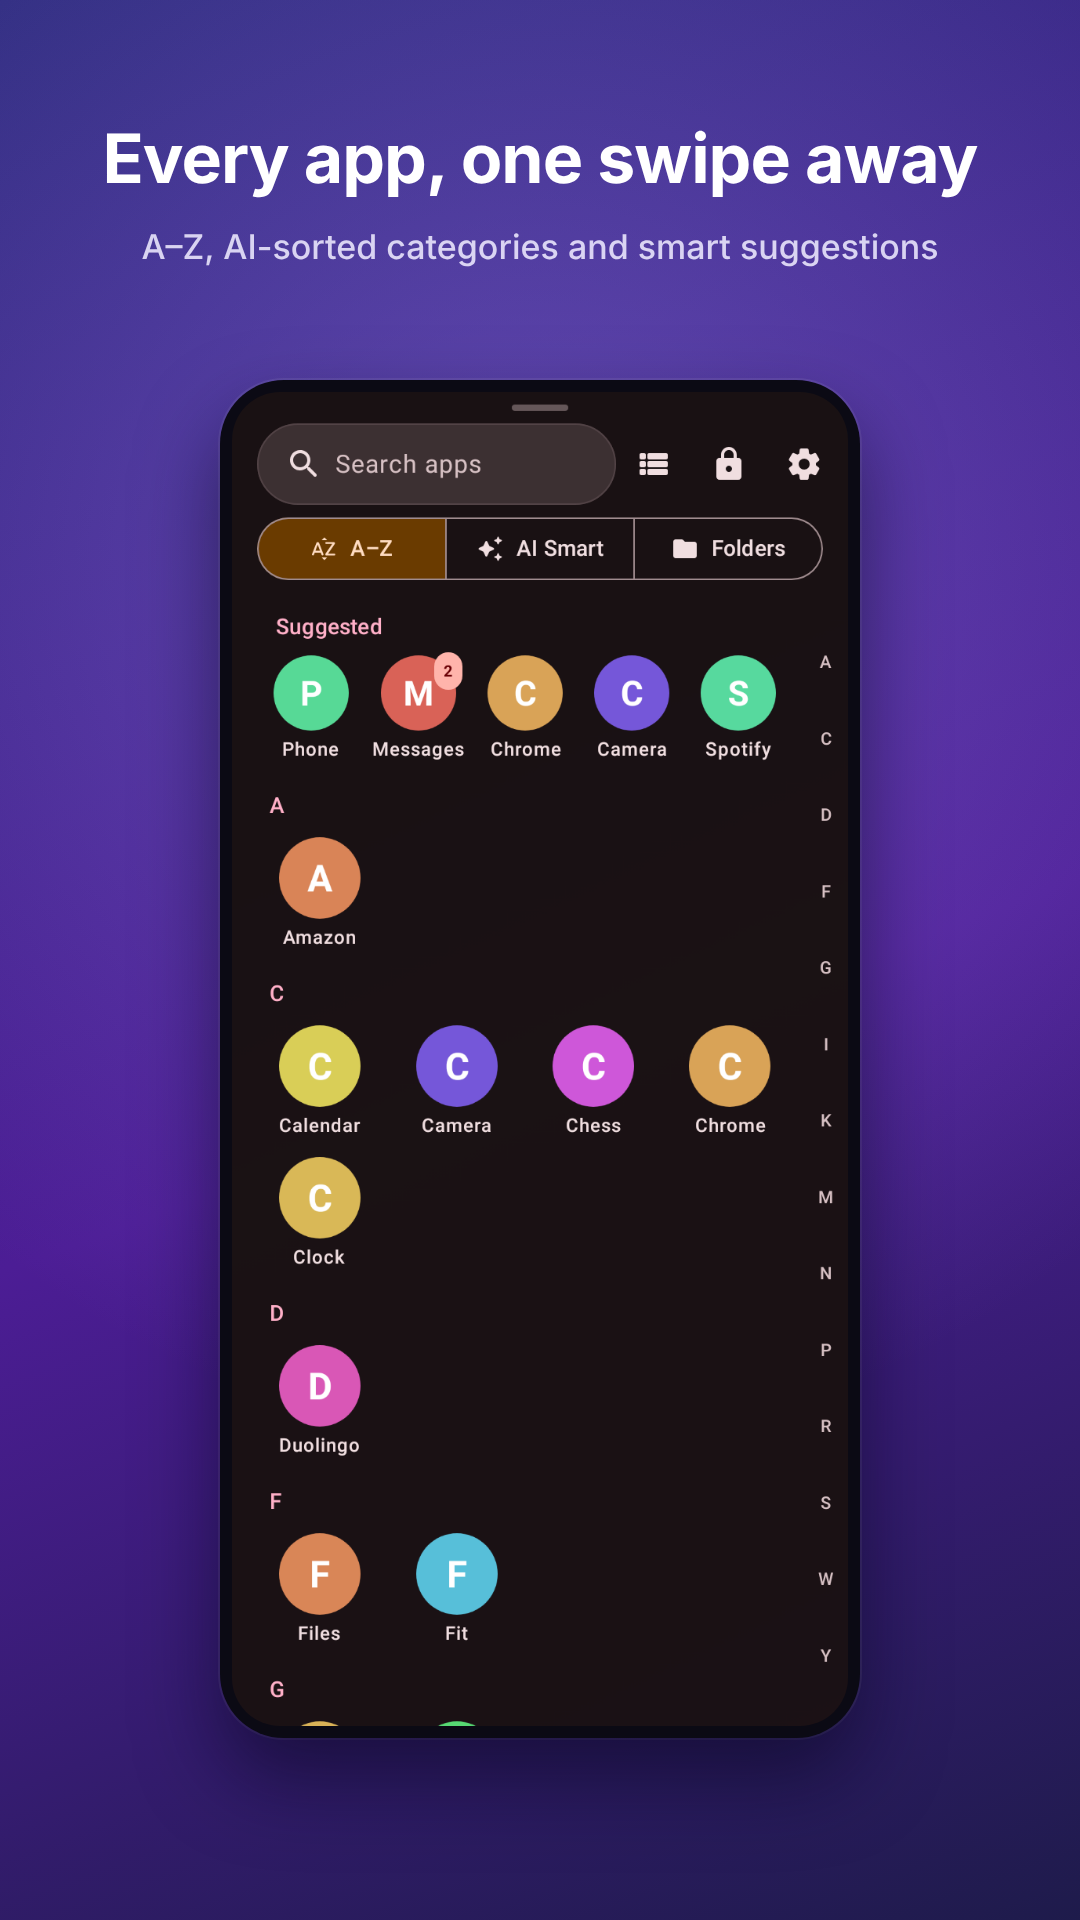 Every app, one swipe away
A–Z, AI-sorted categories and smart suggestions
Search apps
AZ A–Z
AI Smart
Folders
Suggested
P
M
2
C
C
S
Phone
Messages
Chrome
Camera
Spotify
A
A
Amazon
C
C
C
C
C
Calendar
Camera
Chess
Chrome
C
Clock
D
D
Duolingo
F
F
F
Files
Fit
G
A
C
D
F
G
I
K
M
N
P
R
S
W
Y